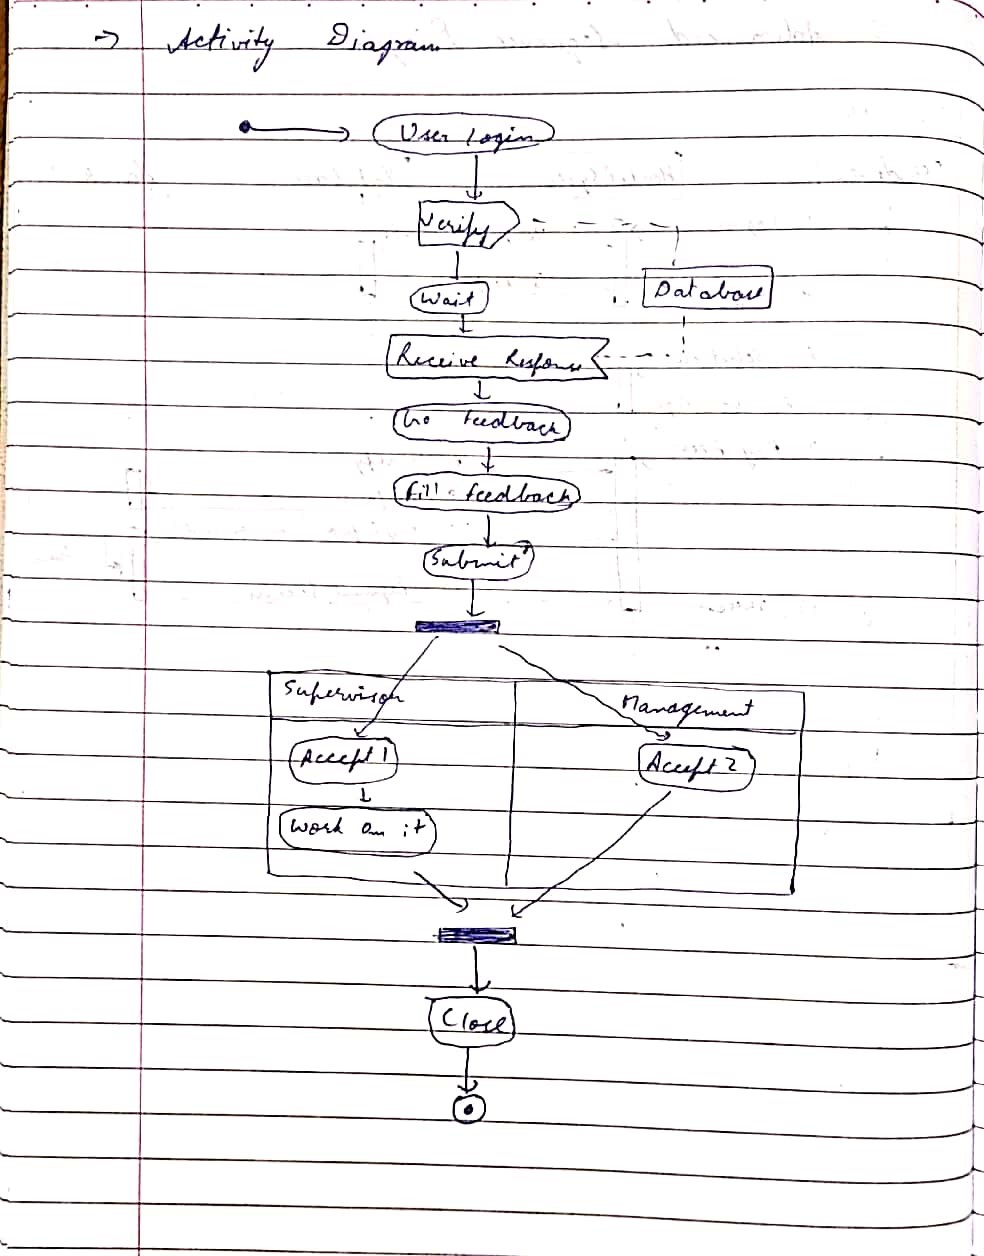 → Activity Diagram
User login
Verify
Wait
Database
Receive Response
Go feedback
fill feedback
Submit
Supervisor
Management
Accept 1
Accept 2
Work on it
Close